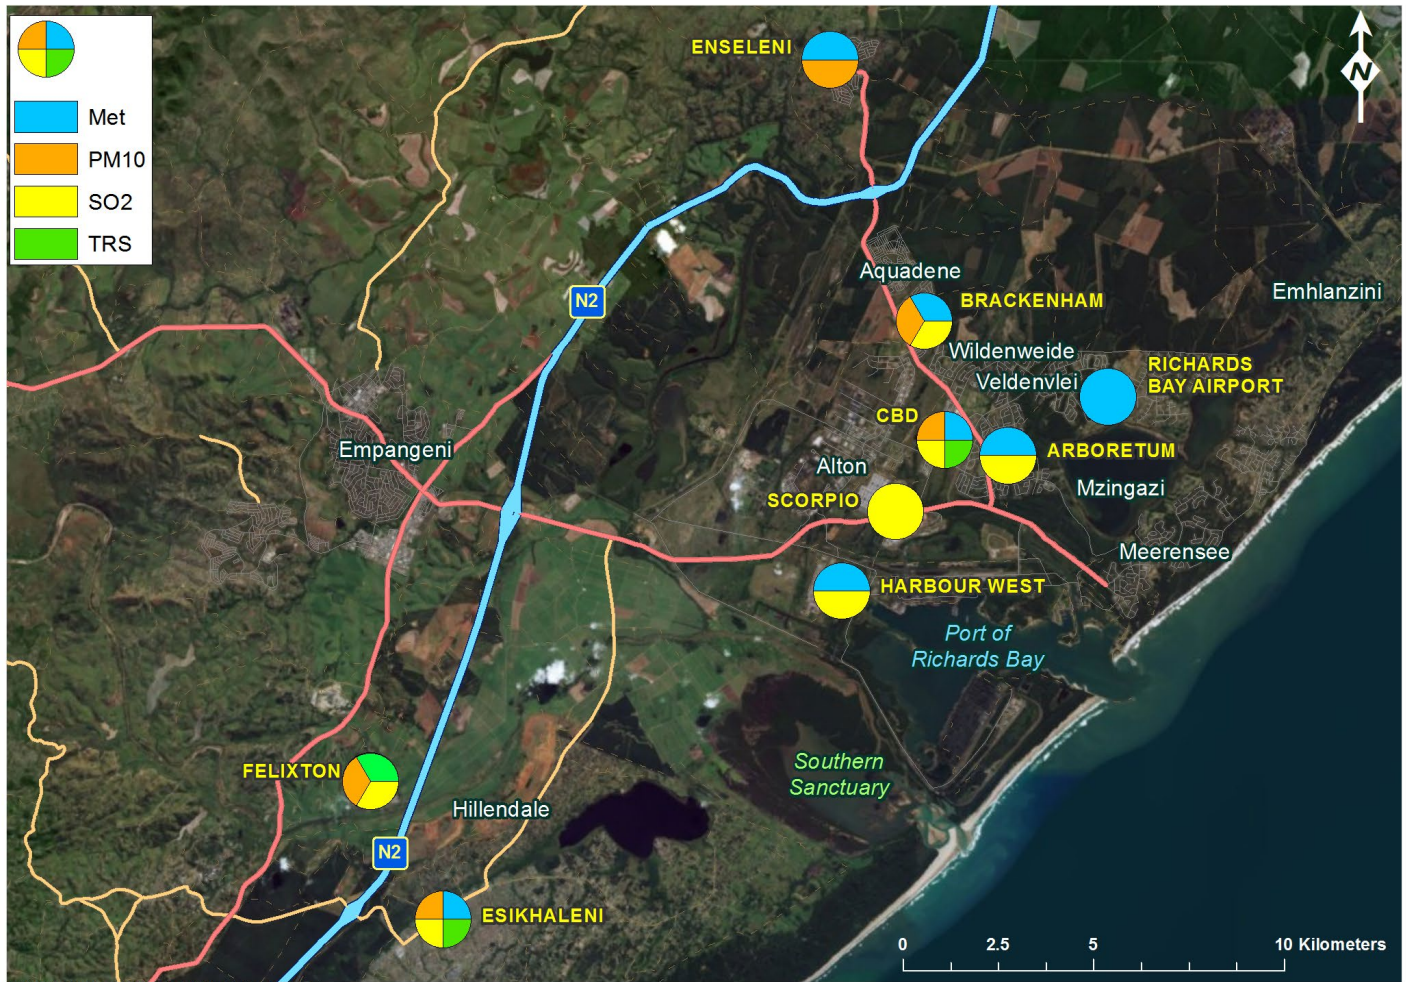 Met
PM10
SO2
TRS
N
ENSELENI
N2
Aquadene
BRACKENHAM
Emhlanzini
Wildenweide
Veldenvlei
RICHARDS
BAY AIRPORT
CBD
Empangeni
Alton
ARBORETUM
SCORPIO
Mzingazi
Meerensee
HARBOUR WEST
Port of
Richards Bay
FELIXTON
Southern
Sanctuary
Hillendale
N2
ESIKHALENI
0 2.5 5 10 Kilometers